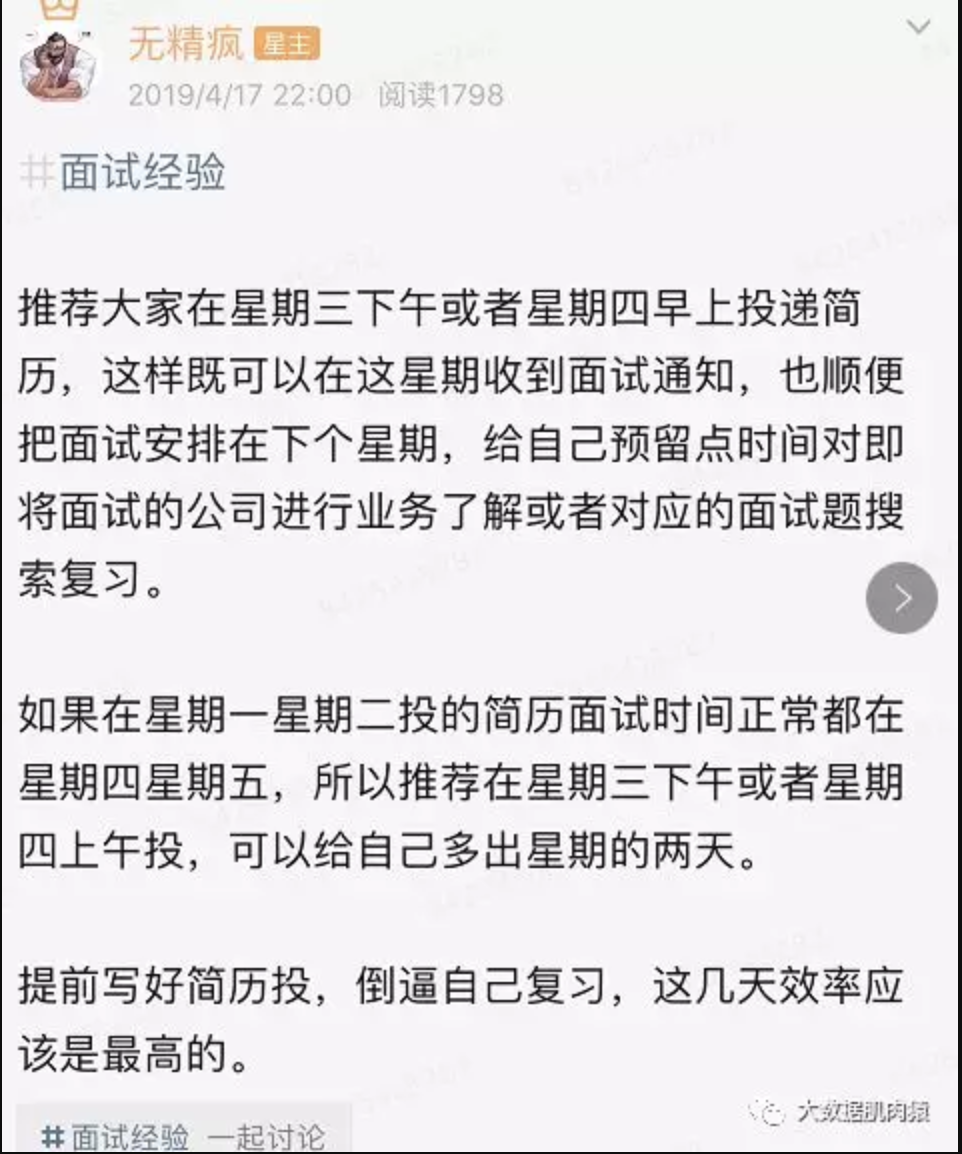 无精疯 星主
2019/4/17 22:00 阅读1798
#面试经验
推荐大家在星期三下午或者星期四早上投递简
历，这样既可以在这星期收到面试通知，也顺便
把面试安排在下个星期，给自己预留点时间对即
将面试的公司进行业务了解或者对应的面试题搜
索复习。
如果在星期一星期二投的简历面试时间正常都在
星期四星期五，所以推荐在星期三下午或者星期
四上午投，可以给自己多出星期的两天。
提前写好简历投，倒逼自己复习，这几天效率应
该是最高的。
大数据肌肉猿
#面试经验 一起讨论